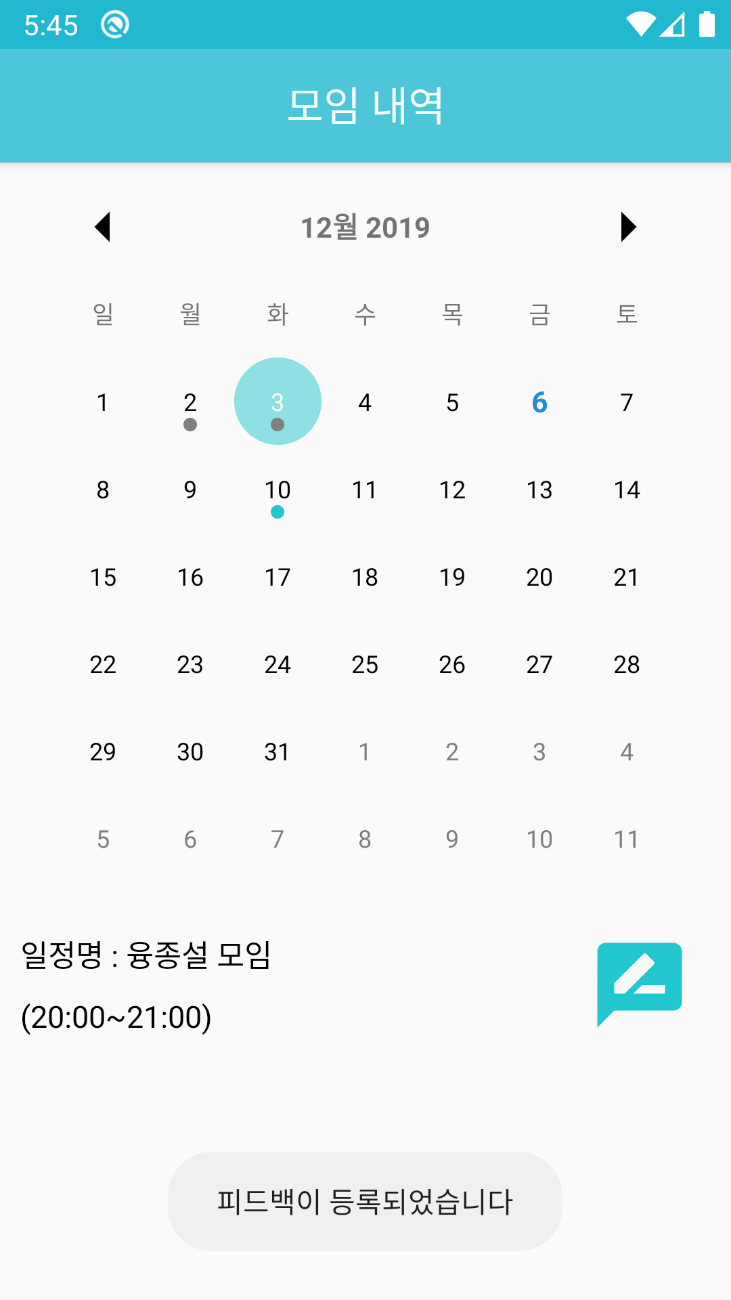 5:45
모임 내역
12월 2019
일 월 화 수 목 금 토
1 2 3 4 5 6 7
8 9 10 11 12 13 14
15 16 17 18 19 20 21
22 23 24 25 26 27 28
29 30 31 1 2 3 4
5 6 7 8 9 10 11
일정명 : 융종설 모임
(20:00~21:00)
피드백이 등록되었습니다